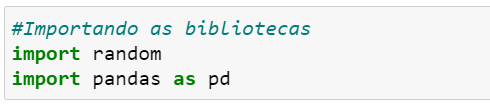 #Importando as bibliotecas
import random
import pandas as pd